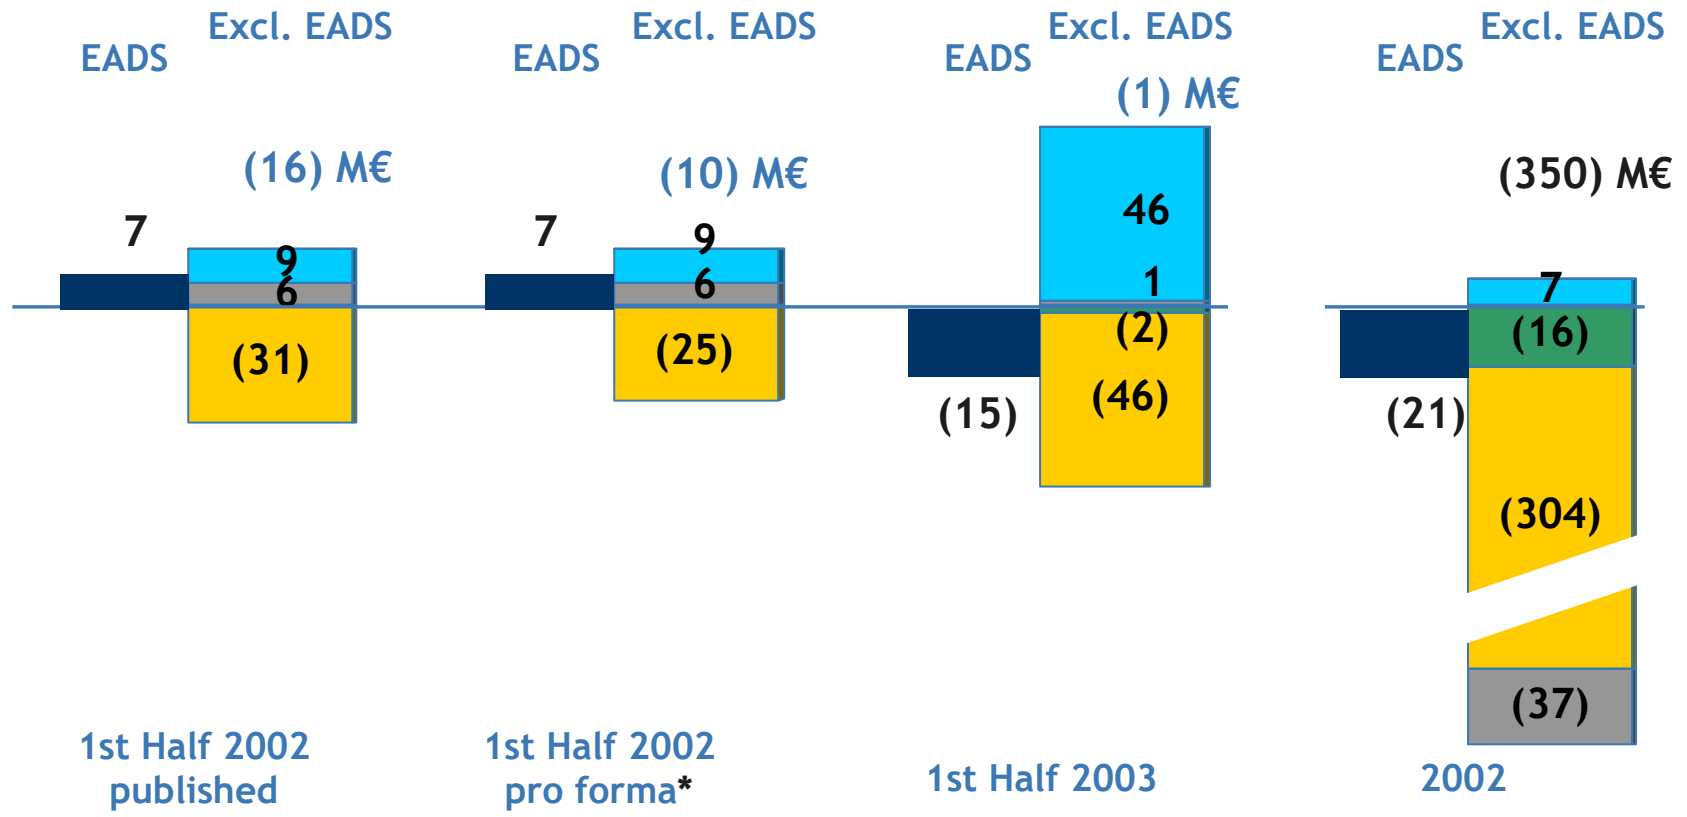 EADS
Excl. EADS
(16) M€
7
9
6
(31)
1st Half 2002
published
EADS
Excl. EADS
(10) M€
7
9
6
(25)
1st Half 2002
pro forma*
EADS
Excl. EADS
(1) M€
46
1
(2)
(46)
(15)
1st Half 2003
EADS
Excl. EADS
(350) M€
7
(16)
(21)
(304)
(37)
2002